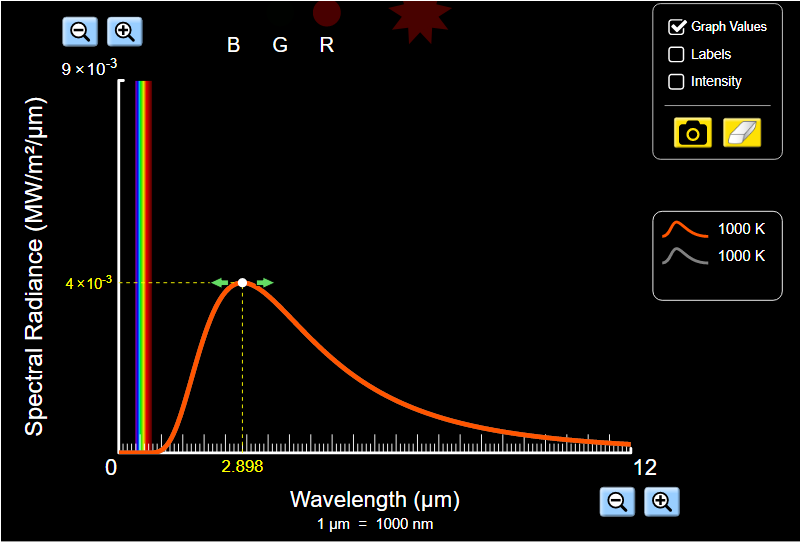 B G R
Graph Values
Labels
Intensity
9 × 10⁻³
Spectral Radiance (MW/m²/μm)
1000 K
1000 K
4 × 10⁻³
0
2.898
12
Wavelength (μm)
1 μm = 1000 nm